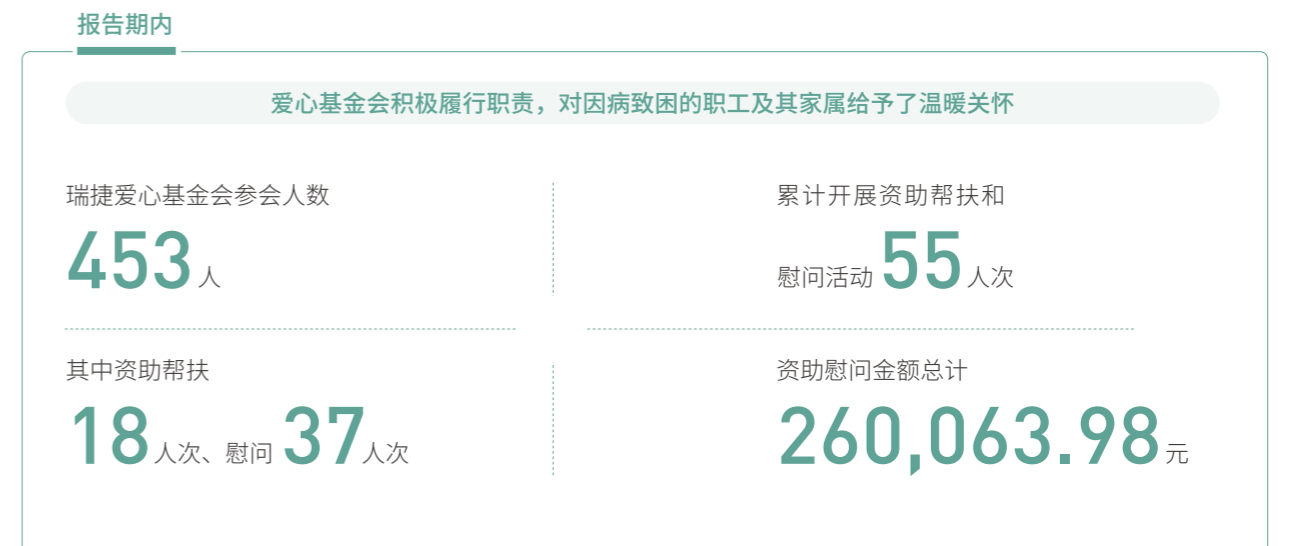 报告期内
爱心基金会积极履行职责，对因病致困的职工及其家属给予了温暖关怀
瑞捷爱心基金会参会人数
453人
累计开展资助帮扶和
慰问活动55人次
其中资助帮扶
18人次、慰问37人次
资助慰问金额总计
260,063.98元